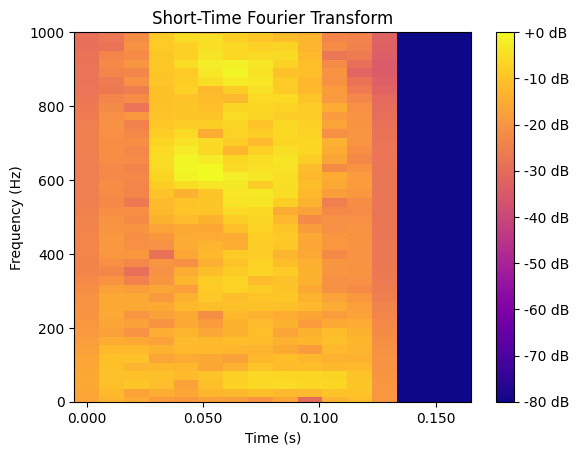 Short-Time Fourier Transform
1000
800
600
400
200
0
Frequency (Hz)
0.000
0.050
0.100
0.150
Time (s)
+0 dB
-10 dB
-20 dB
-30 dB
-40 dB
-50 dB
-60 dB
-70 dB
-80 dB